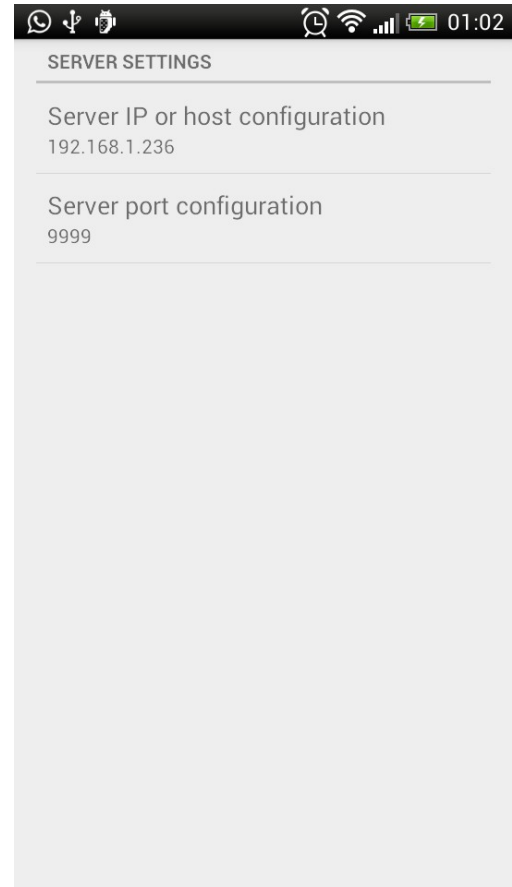 01:02
SERVER SETTINGS
Server IP or host configuration
192.168.1.236
Server port configuration
9999